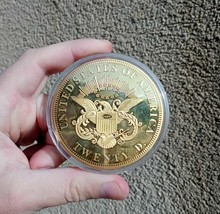 UNITED STATES OF AMERICA
TWENTY D.